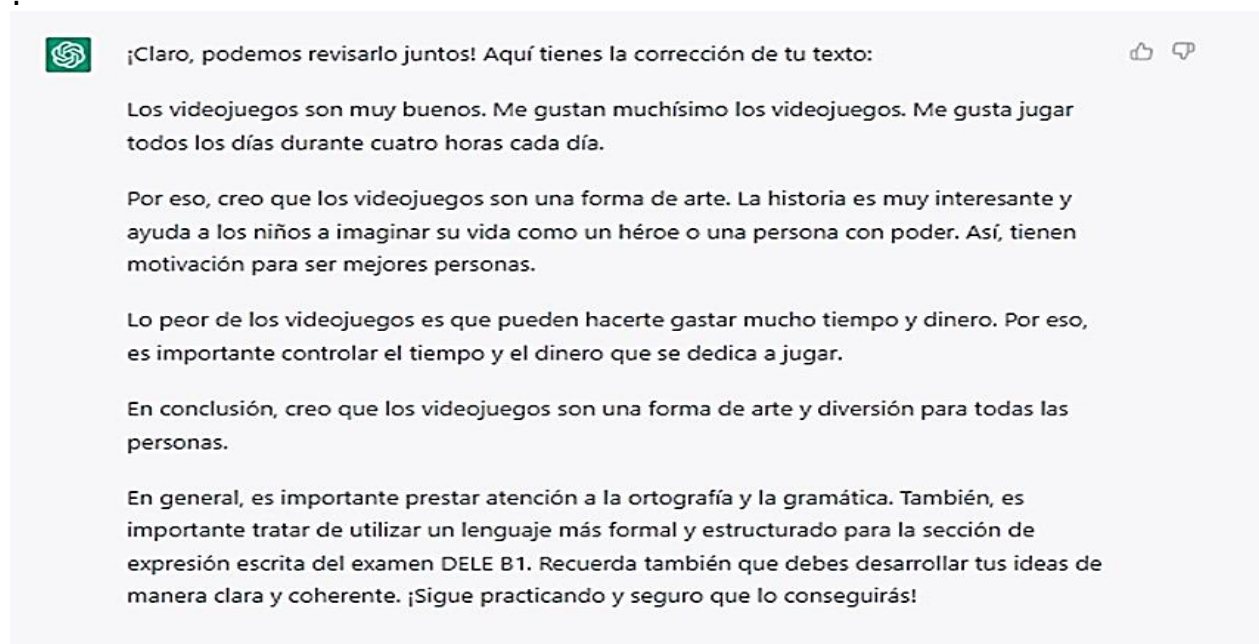 ¡Claro, podemos revisarlo juntos! Aquí tienes la corrección de tu texto:
Los videojuegos son muy buenos. Me gustan muchísimo los videojuegos. Me gusta jugar
todos los días durante cuatro horas cada día.
Por eso, creo que los videojuegos son una forma de arte. La historia es muy interesante y
ayuda a los niños a imaginar su vida como un héroe o una persona con poder. Así, tienen
motivación para ser mejores personas.
Lo peor de los videojuegos es que pueden hacerte gastar mucho tiempo y dinero. Por eso,
es importante controlar el tiempo y el dinero que se dedica a jugar.
En conclusión, creo que los videojuegos son una forma de arte y diversión para todas las
personas.
En general, es importante prestar atención a la ortografía y la gramática. También, es
importante tratar de utilizar un lenguaje más formal y estructurado para la sección de
expresión escrita del examen DELE B1. Recuerda también que debes desarrollar tus ideas de
manera clara y coherente. ¡Sigue practicando y seguro que lo conseguirás!